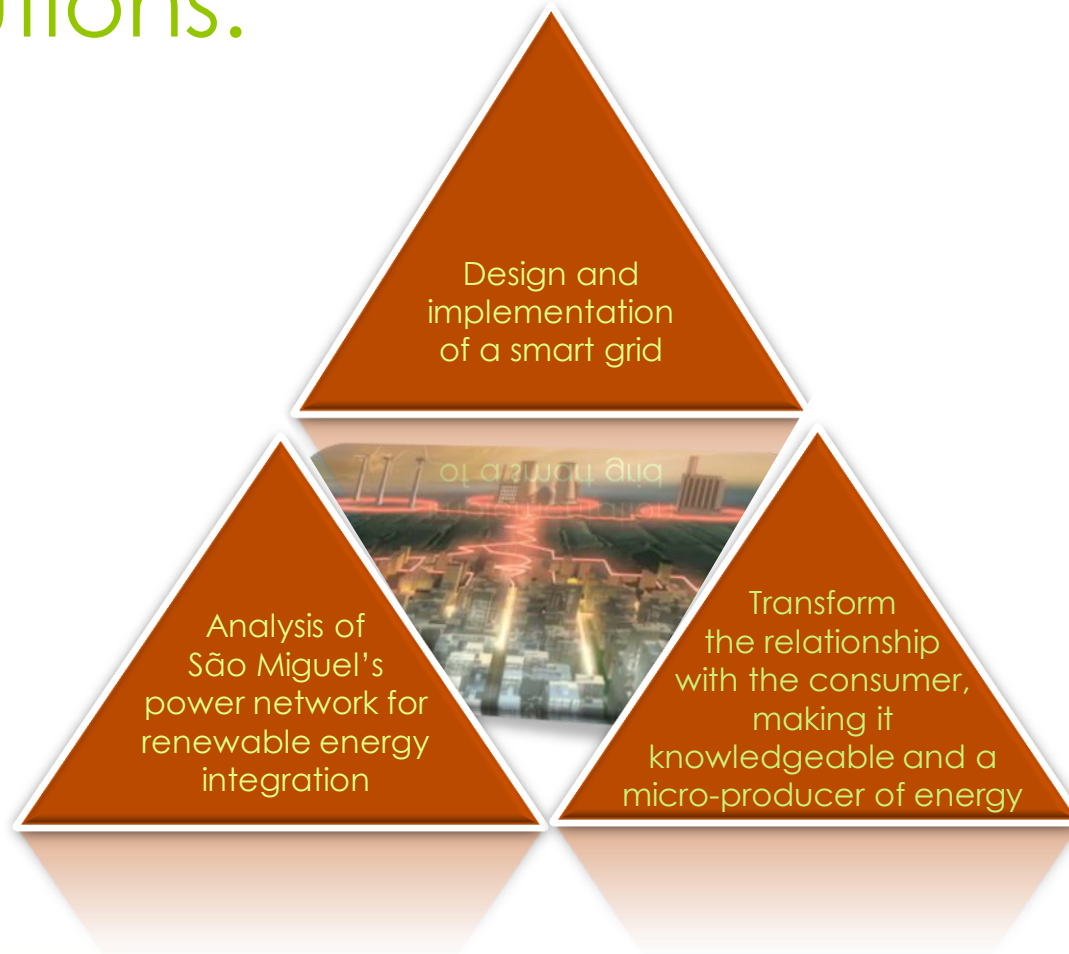 utions.
Design and
implementation
of a smart grid
Analysis of
São Miguel’s
power network for
renewable energy
integration
Transform
the relationship
with the consumer,
making it
knowledgeable and a
micro-producer of energy